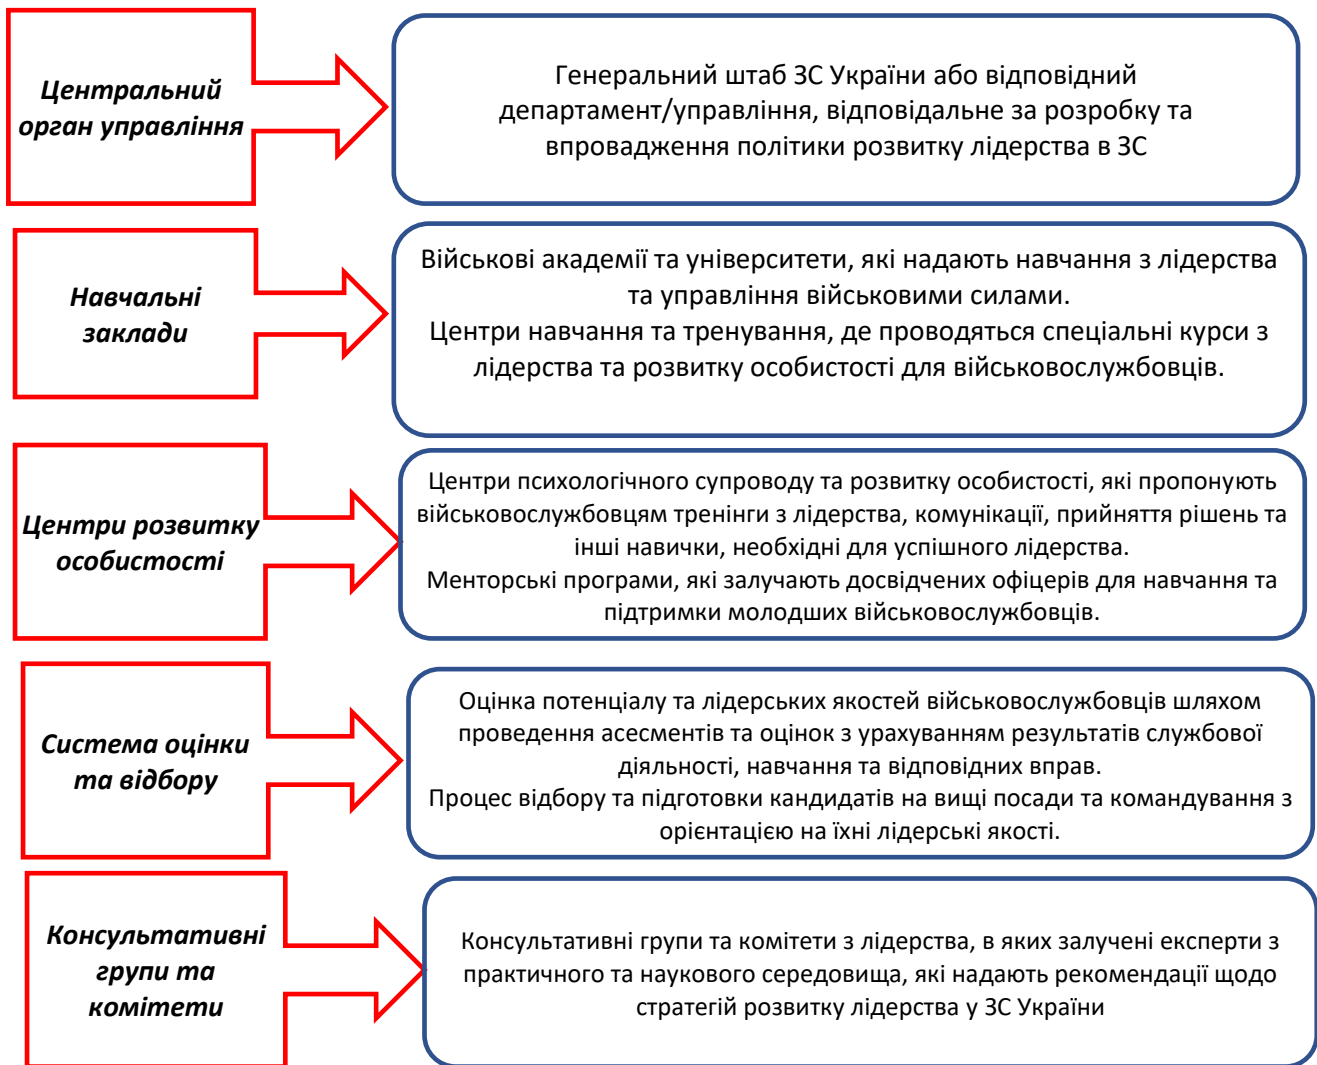 Центральний
орган управління
Генеральний штаб ЗС України або відповідний
департамент/управління, відповідальне за розробку та
впровадження політики розвитку лідерства в ЗС
Навчальні
заклади
Військові академії та університети, які надають навчання з лідерства
та управління військовими силами.
Центри навчання та тренування, де проводяться спеціальні курси з
лідерства та розвитку особистості для військовослужбовців.
Центри розвитку
особистості
Центри психологічного супроводу та розвитку особистості, які пропонують
військовослужбовцям тренінги з лідерства, комунікації, прийняття рішень та
інші навички, необхідні для успішного лідерства.
Менторські програми, які залучають досвідчених офіцерів для навчання та
підтримки молодших військовослужбовців.
Система оцінки
та відбору
Оцінка потенціалу та лідерських якостей військовослужбовців шляхом
проведення асесментів та оцінок з урахуванням результатів службової
діяльності, навчання та відповідних вправ.
Процес відбору та підготовки кандидатів на вищі посади та командування з
орієнтацією на їхні лідерські якості.
Консультативні
групи та
комітети
Консультативні групи та комітети з лідерства, в яких залучені експерти з
практичного та наукового середовища, які надають рекомендації щодо
стратегій розвитку лідерства у ЗС України